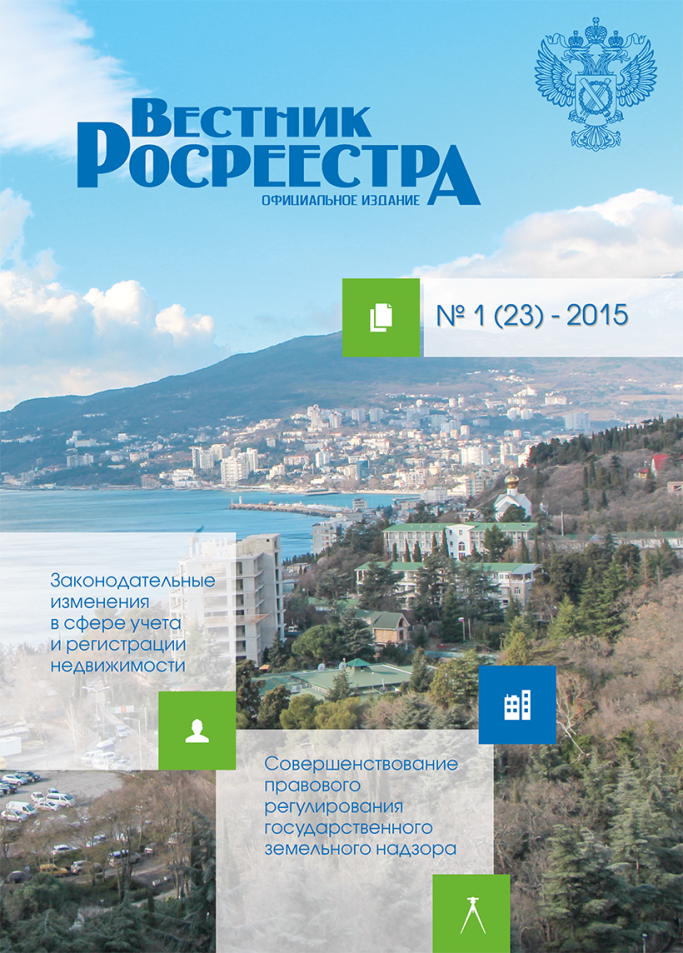 Вестник
Росреестра
официальное издание
№ 1 (23) - 2015
Законодательные
изменения
в сфере учета
и регистрации
недвижимости
Совершенствование
правового
регулирования
государственного
земельного надзора